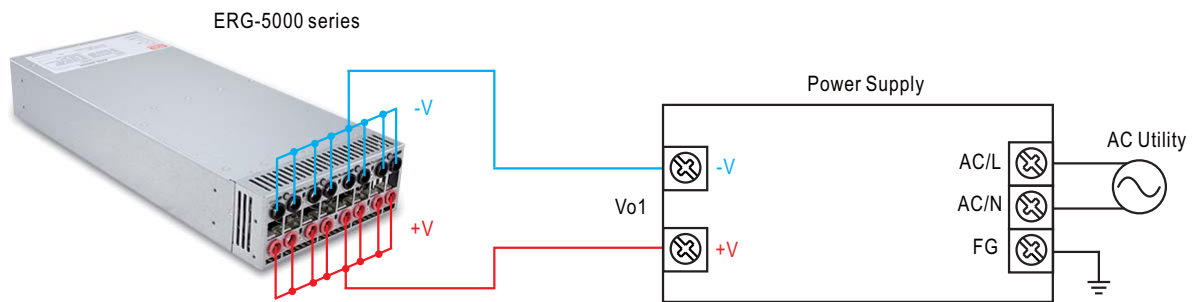 ERG-5000 series
-V
+V
Power Supply
-V
Vo1
+V
AC/L
AC/N
FG
AC Utility